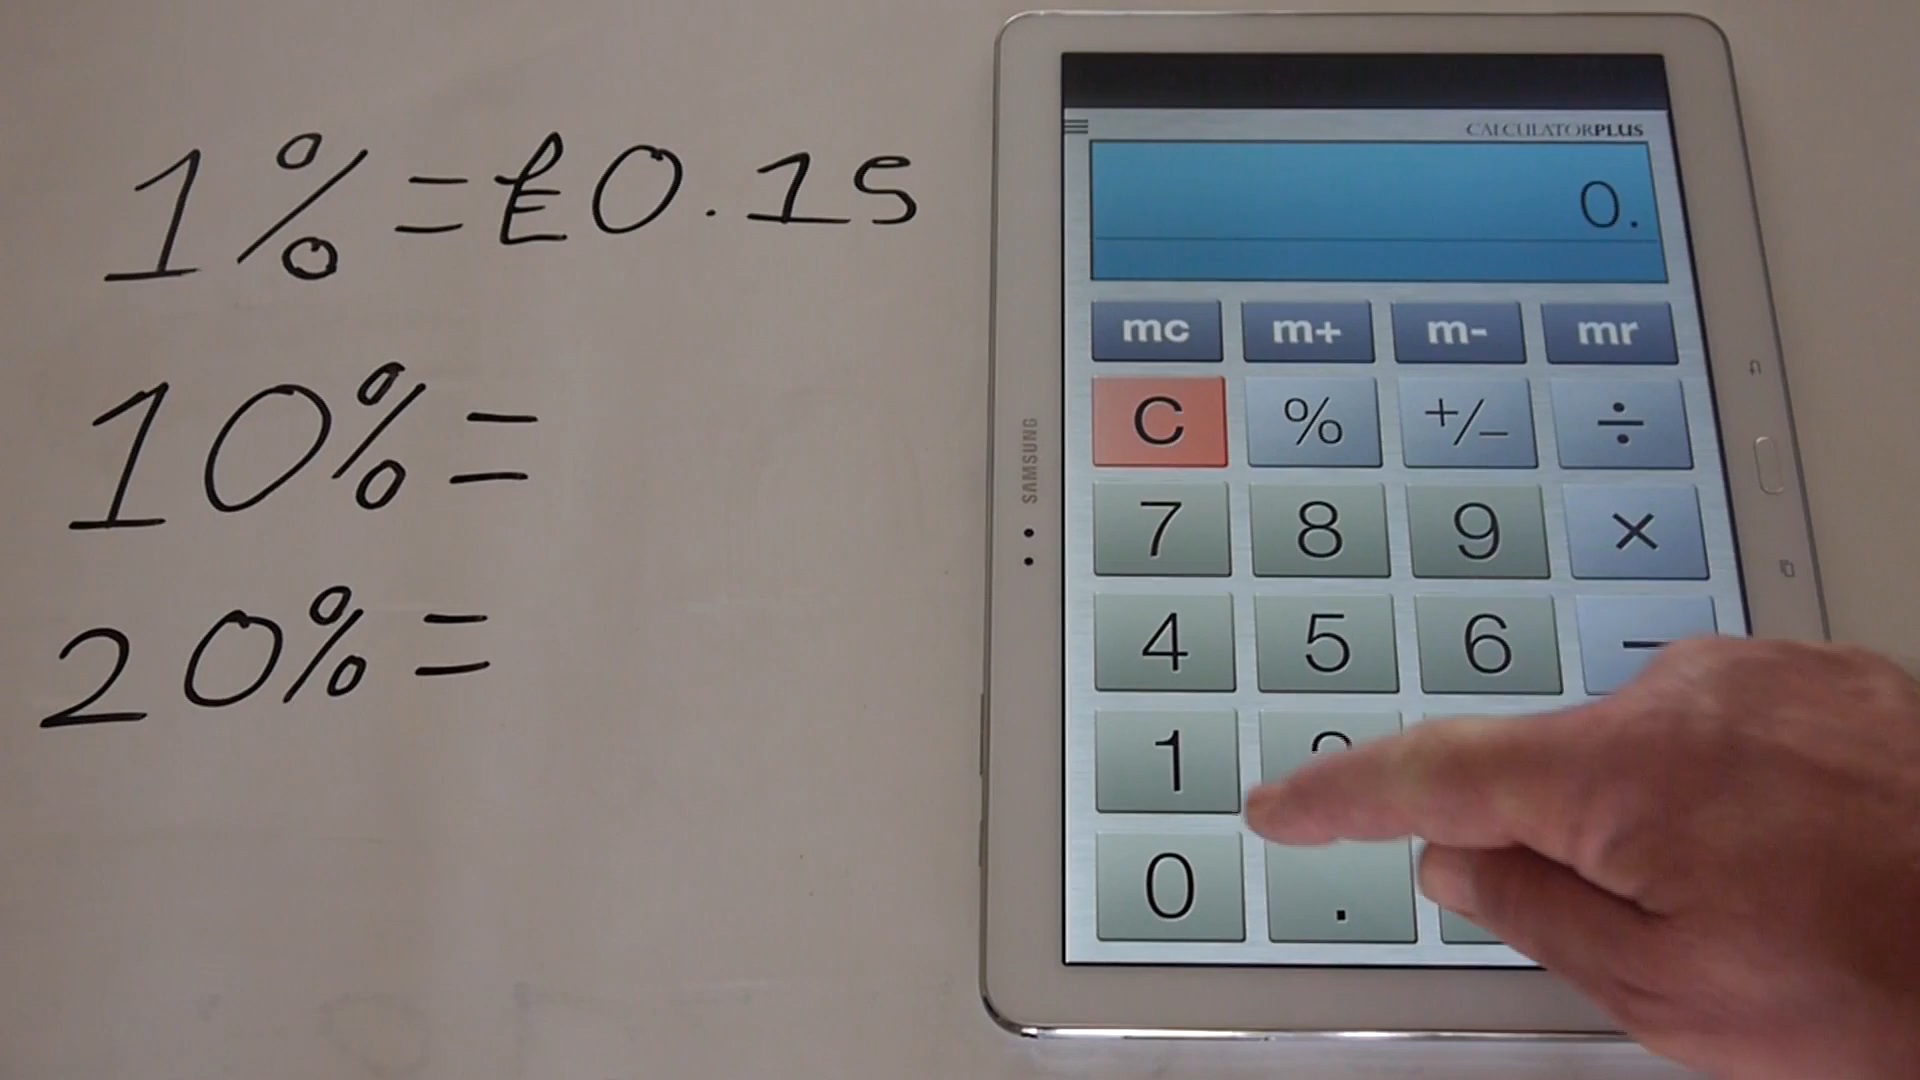 1%=£0.15
10%=
20%=
SAMSUNG
CALCULATORPLUS
0.
mc m+ m- mr
C % +/- ÷
7 8 9 ×
4 5 6 −
1
0 .